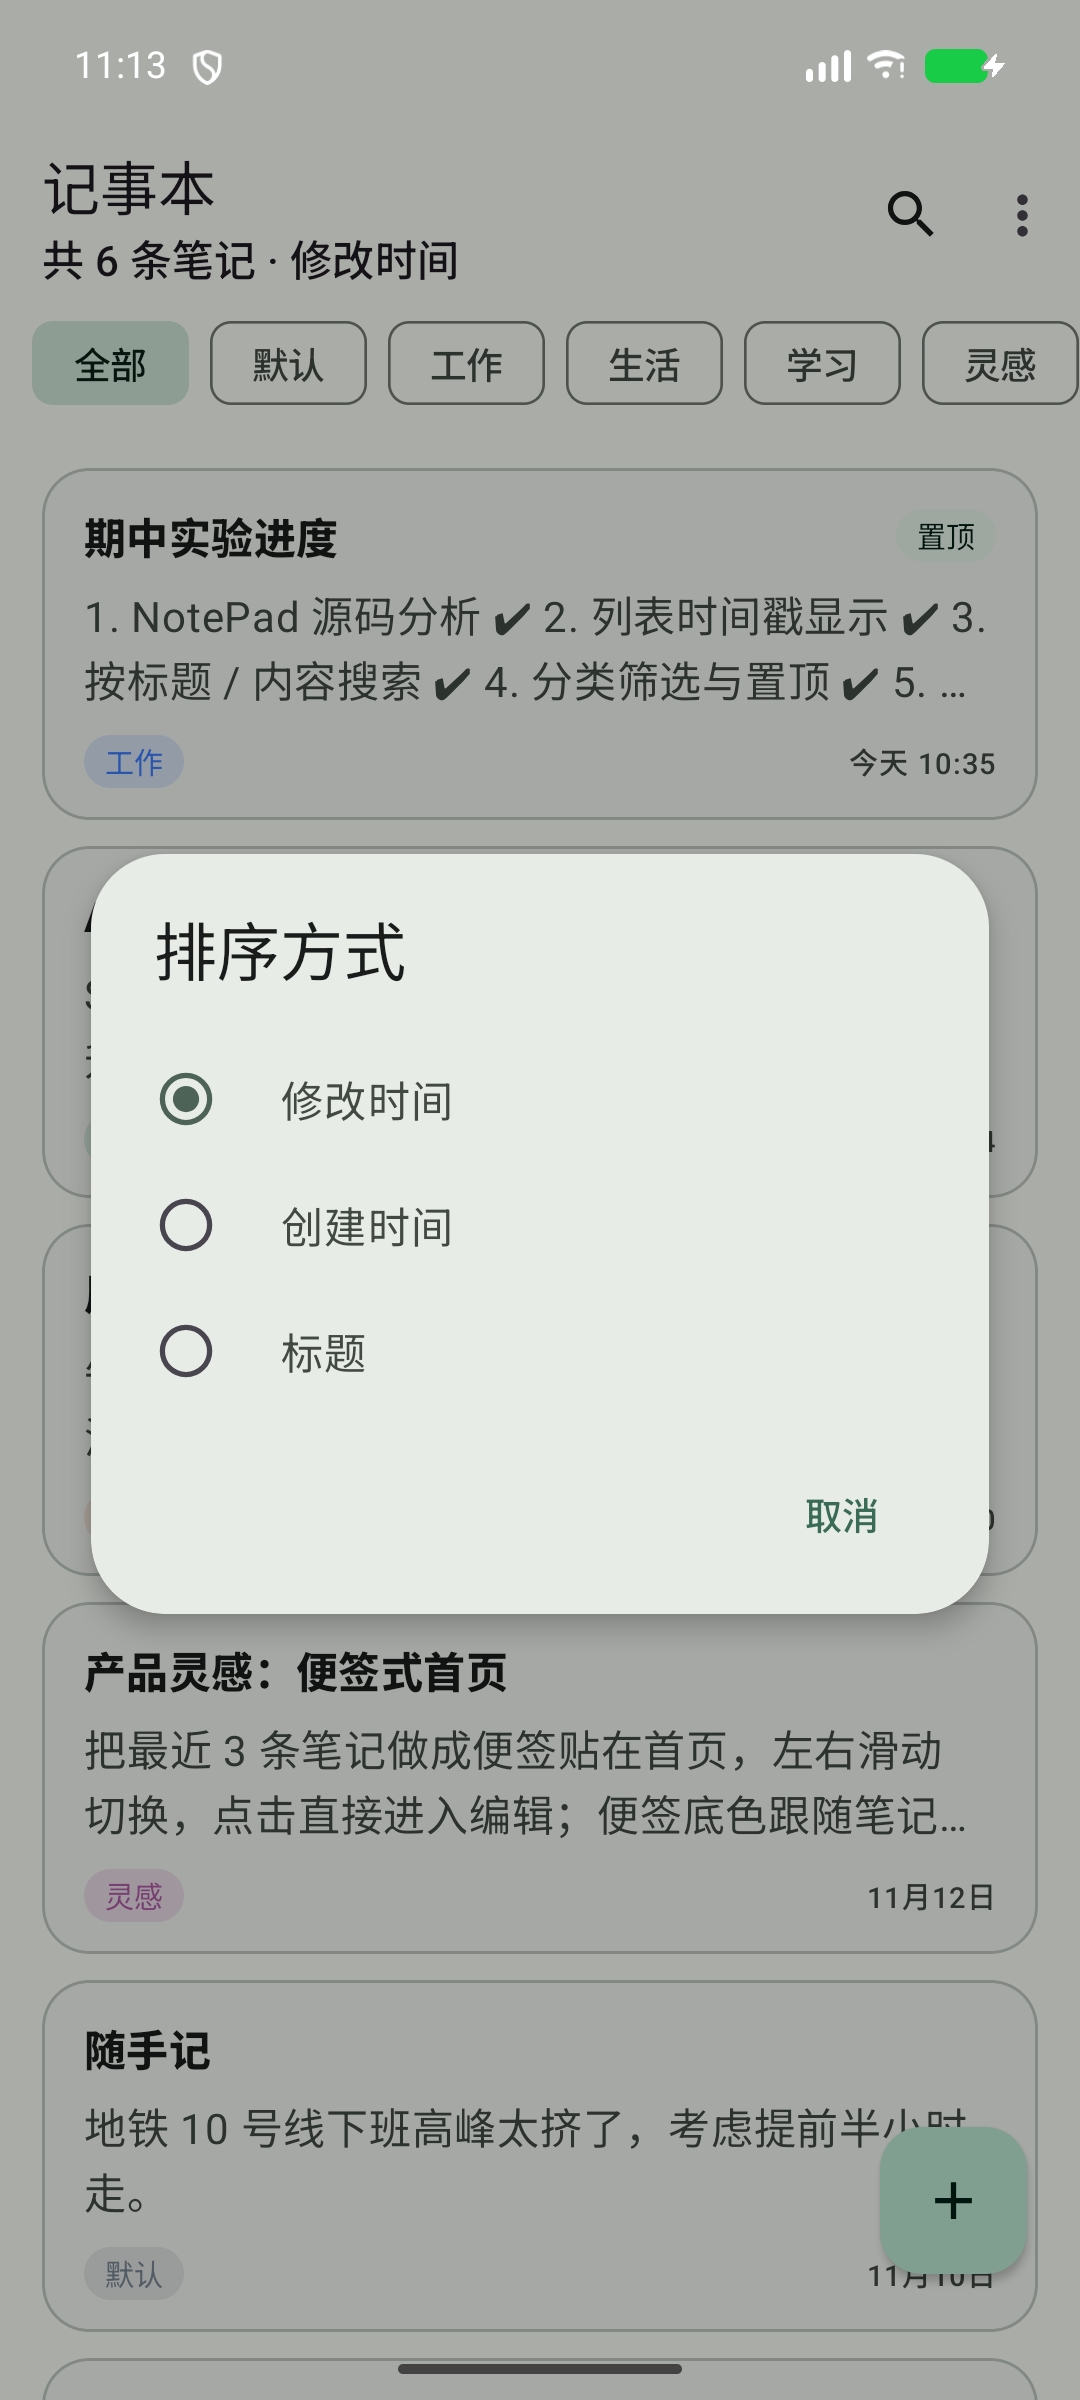 11:13
记事本
共 6 条笔记 · 修改时间
全部 默认 工作 生活 学习 灵感
期中实验进度 置顶
1. NotePad 源码分析 ✔ 2. 列表时间戳显示 ✔ 3.
按标题 / 内容搜索 ✔ 4. 分类筛选与置顶 ✔ 5. …
工作 今天 10:35
排序方式
修改时间
创建时间
标题
取消
产品灵感：便签式首页
把最近 3 条笔记做成便签贴在首页，左右滑动
切换，点击直接进入编辑；便签底色跟随笔记…
灵感 11月12日
随手记
地铁 10 号线下班高峰太挤了，考虑提前半小时
走。
默认 11月10日